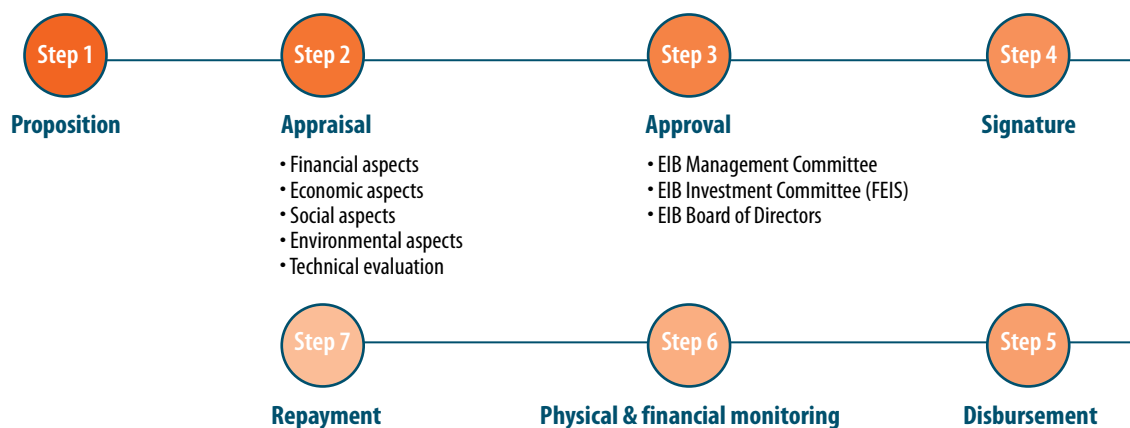 Step 1
Step 2
Step 3
Step 4
Proposition
Appraisal
Approval
Signature
• Financial aspects
• Economic aspects
• Social aspects
• Environmental aspects
• Technical evaluation
• EIB Management Committee
• EIB Investment Committee (FEIS)
• EIB Board of Directors
Step 7
Step 6
Step 5
Repayment
Physical & financial monitoring
Disbursement